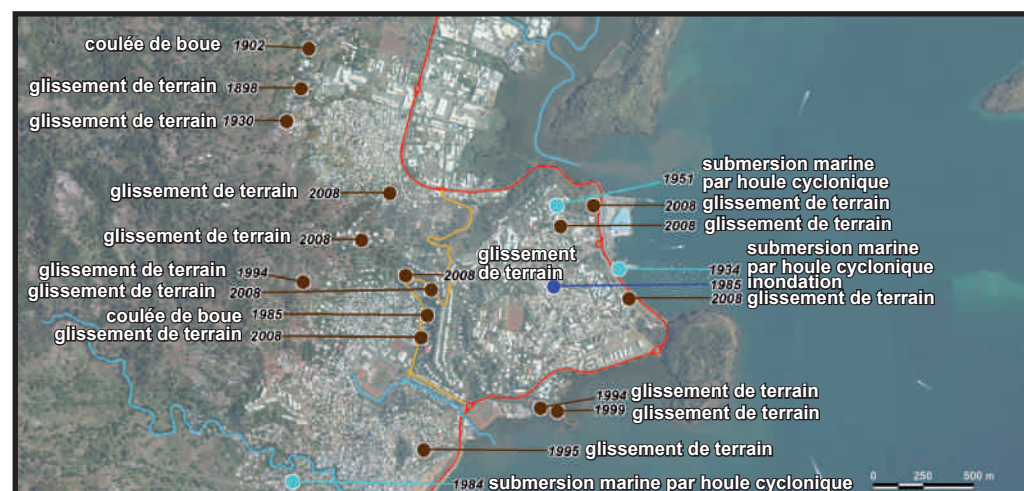 coulée de boue 1902
glissement de terrain 1898
glissement de terrain 1930
glissement de terrain 2008
glissement de terrain 2008
glissement de terrain 1994
glissement de terrain 2008
coulée de boue 1985
glissement de terrain 2008
glissement
de terrain
2008
submersion marine
1951 par houle cyclonique
2008 glissement de terrain
2008 glissement de terrain
submersion marine
1934 par houle cyclonique
1985 inondation
2008 glissement de terrain
1994 glissement de terrain
1999 glissement de terrain
1995 glissement de terrain
1984 submersion marine par houle cyclonique
0 250 500 m